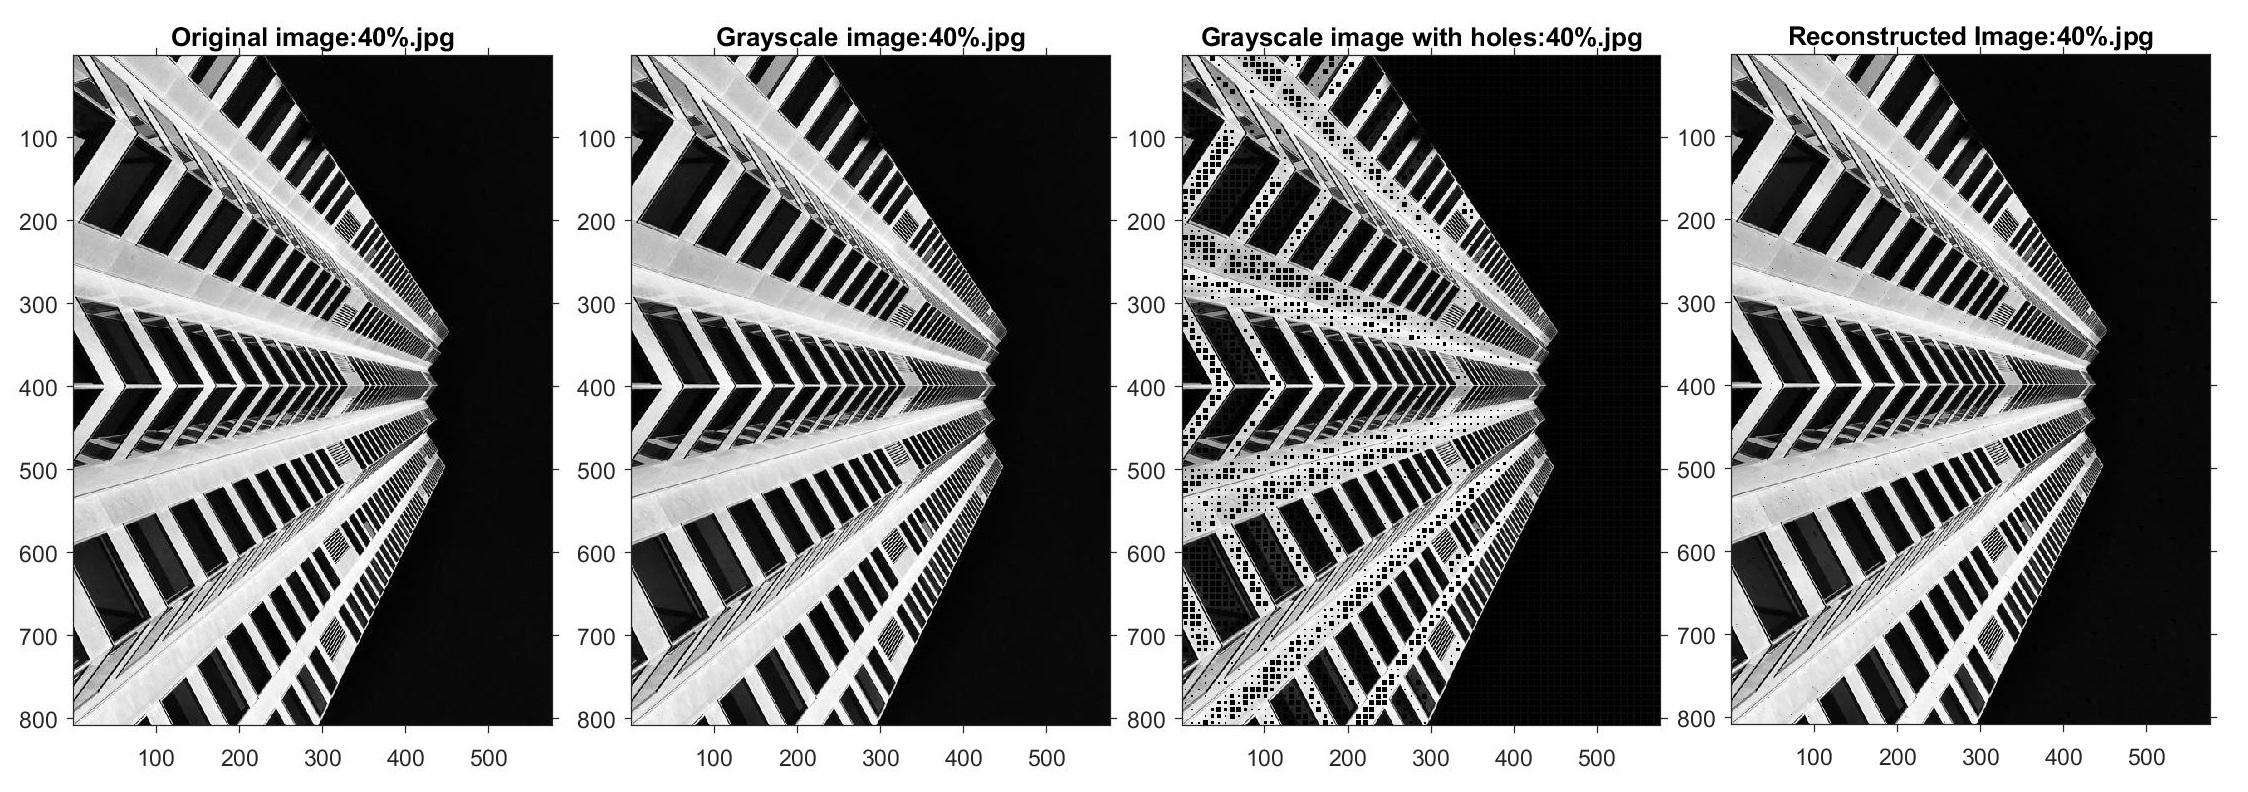 Original image:40%.jpg
Grayscale image:40%.jpg
Grayscale image with holes:40%.jpg
Reconstructed Image:40%.jpg
100 100 100 100
200 200 200 200
300 300 300 300
400 400 400 400
500 500 500 500
600 600 600 600
700 700 700 700
800 800 800 800
100 200 300 400 500
100 200 300 400 500
100 200 300 400 500
100 200 300 400 500